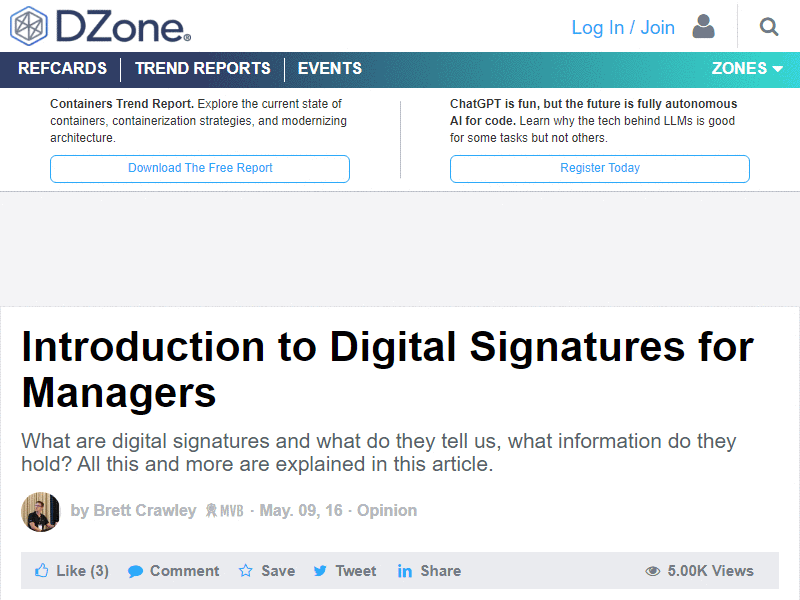 DZone®
Log In / Join
REFCARDS
TREND REPORTS
EVENTS
ZONES
Containers Trend Report. Explore the current state of
containers, containerization strategies, and modernizing
architecture.
Download The Free Report
ChatGPT is fun, but the future is fully autonomous
AI for code. Learn why the tech behind LLMs is good
for some tasks but not others.
Register Today
Introduction to Digital Signatures for
Managers
What are digital signatures and what do they tell us, what information do they
hold? All this and more are explained in this article.
by Brett Crawley MVB · May. 09, 16 · Opinion
Like (3) Comment Save Tweet Share 5.00K Views